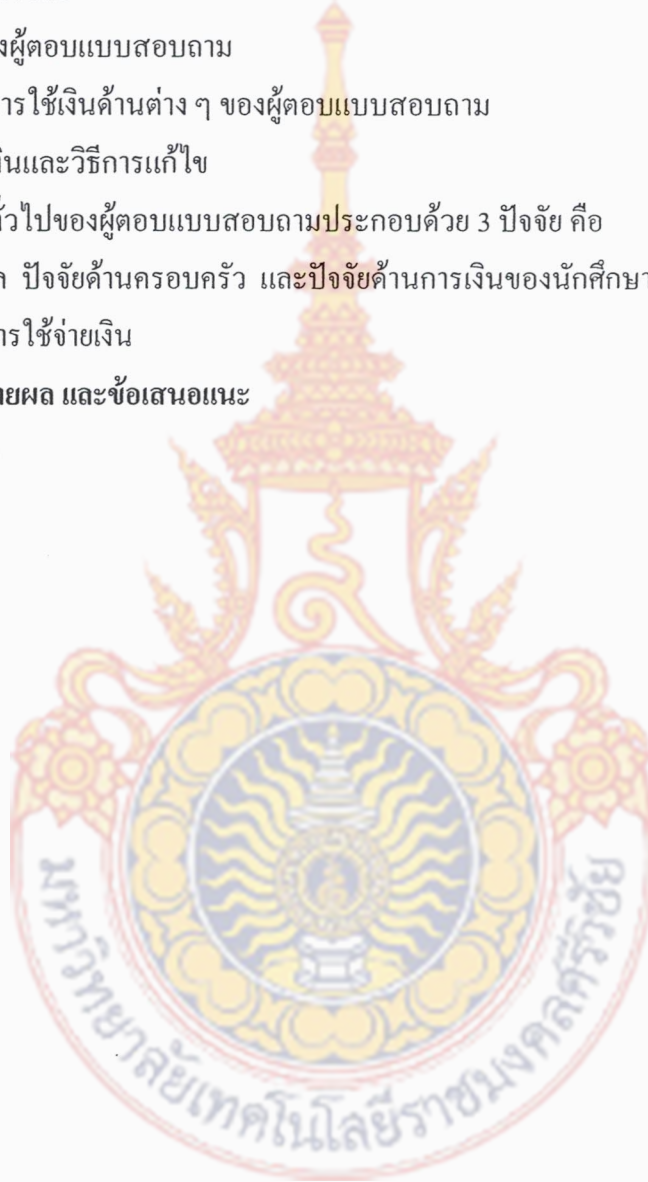 งผู้ตอบแบบสอบถาม
ารใช้เงินด้านต่าง ๆ ของผู้ตอบแบบสอบถาม
งินและวิธีการแก้ไข
ทั่วไปของผู้ตอบแบบสอบถามประกอบด้วย 3 ปัจจัย คือ
ล ปัจจัยด้านครอบครัว และปัจจัยด้านการเงินของนักศึกษา
ารใช้จ่ายเงิน
ายผล และข้อเสนอแนะ
มหาวิทยาลัยเทคโนโลยีราชมงคลศรีวิชัย